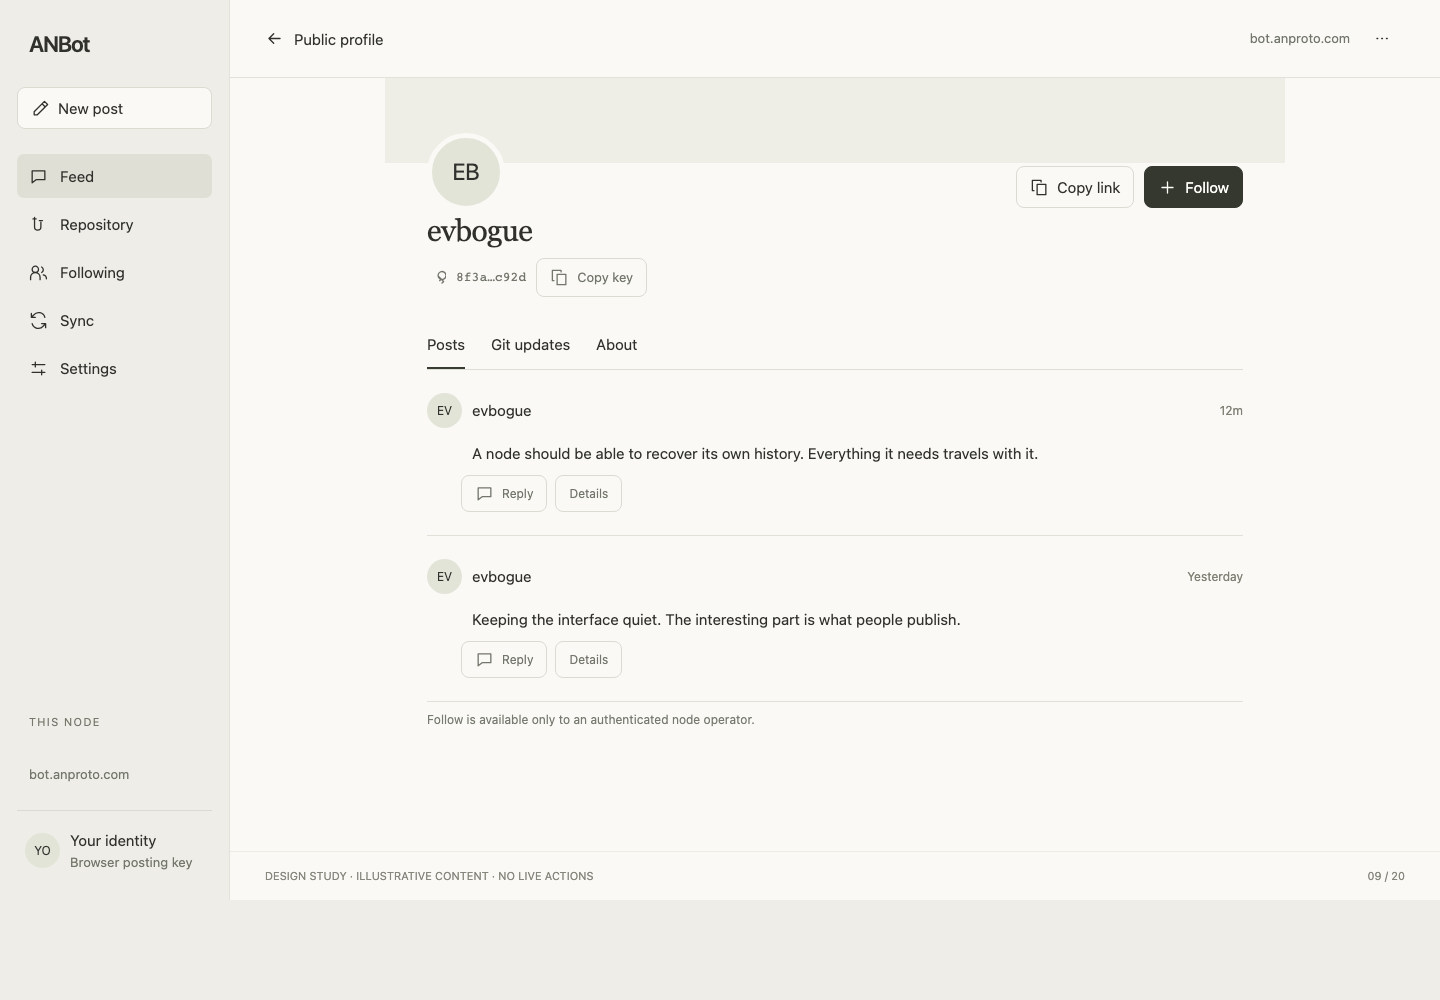 ANBot
New post
Feed
Repository
Following
Sync
Settings
THIS NODE
bot.anproto.com
YO
Your identity
Browser posting key
Public profile
bot.anproto.com
EB
Copy link
Follow
evbogue
8f3a…c92d
Copy key
Posts
Git updates
About
EV
evbogue
12m
A node should be able to recover its own history. Everything it needs travels with it.
Reply
Details
EV
evbogue
Yesterday
Keeping the interface quiet. The interesting part is what people publish.
Reply
Details
Follow is available only to an authenticated node operator.
DESIGN STUDY · ILLUSTRATIVE CONTENT · NO LIVE ACTIONS
09 / 20